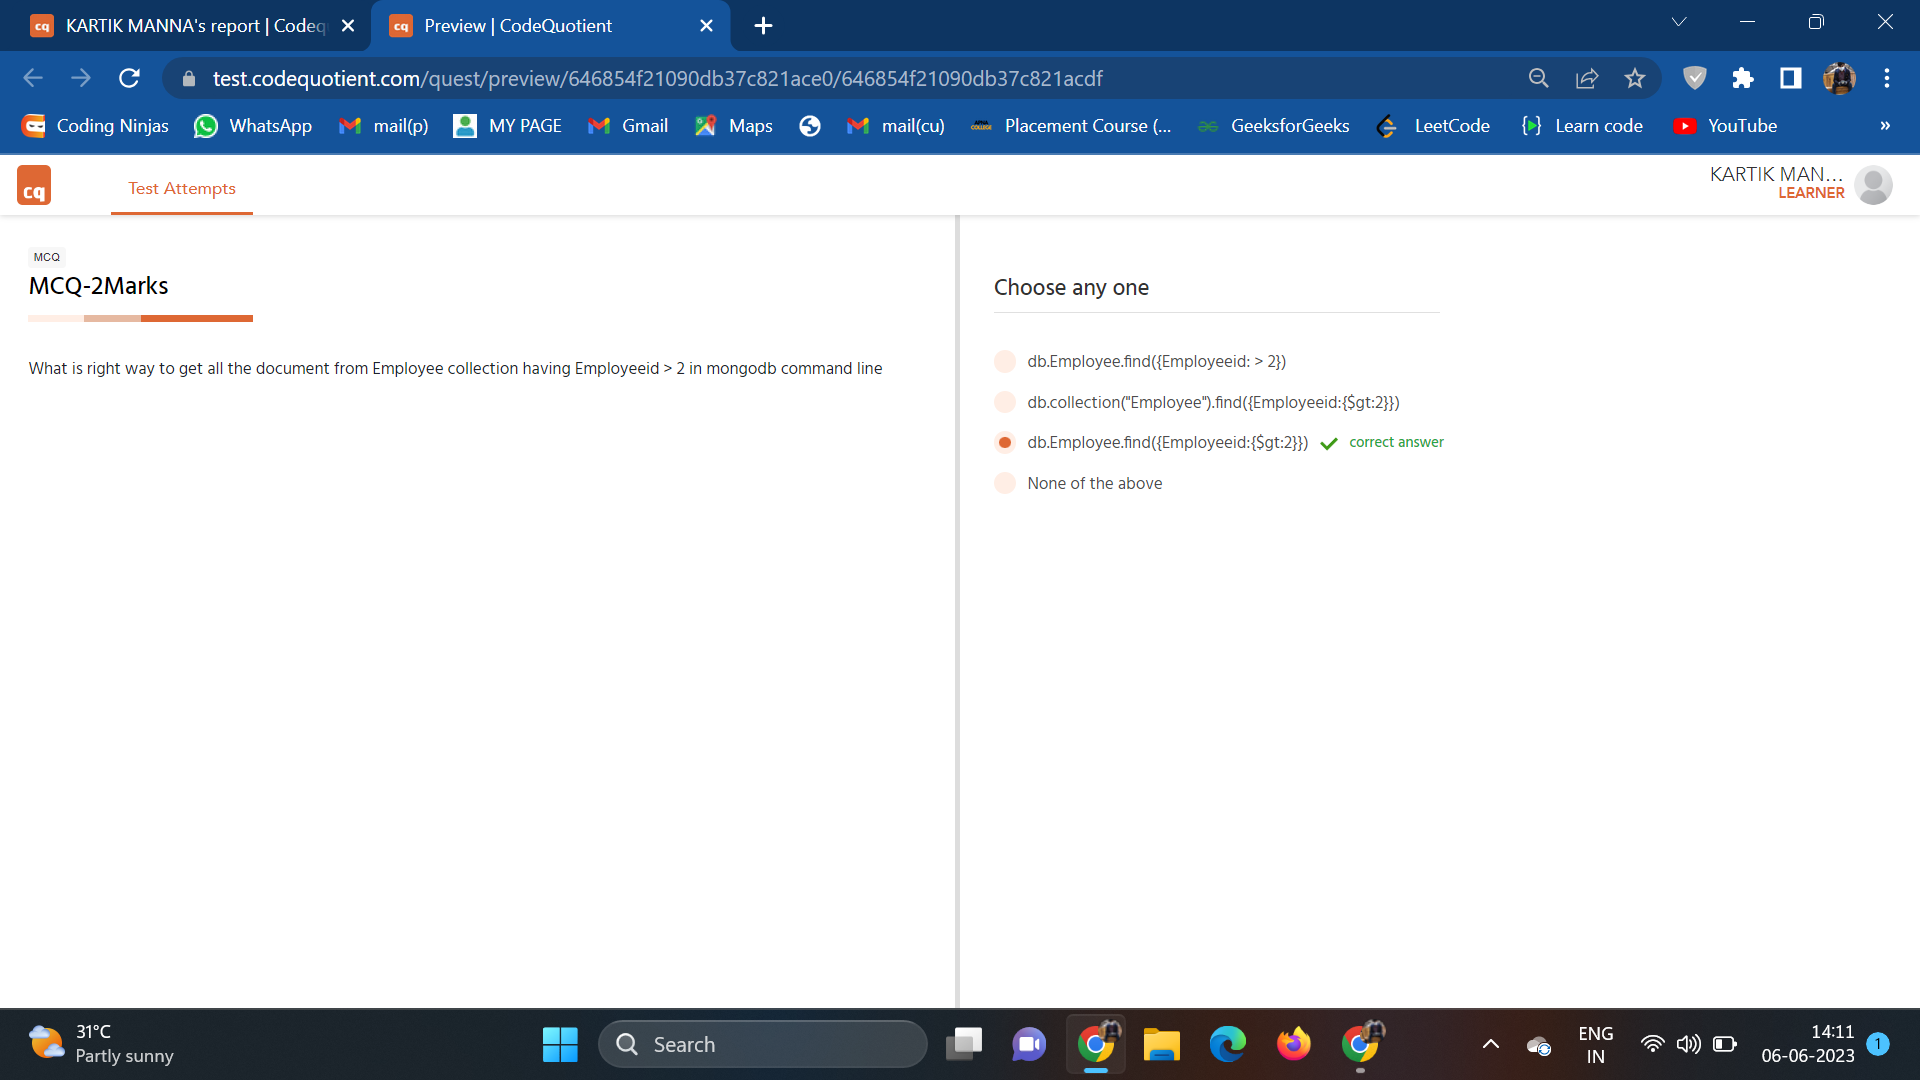 KARTIK MANNA's report | Codeq
Preview | CodeQuotient
test.codequotient.com/quest/preview/646854f21090db37c821ace0/646854f21090db37c821acdf
Coding Ninjas WhatsApp mail(p) MY PAGE Gmail Maps mail(cu) Placement Course (... GeeksforGeeks LeetCode Learn code YouTube »
cq
Test Attempts
KARTIK MAN...
LEARNER
MCQ
MCQ-2Marks
What is right way to get all the document from Employee collection having Employeeid > 2 in mongodb command line
Choose any one
db.Employee.find({Employeeid: > 2})
db.collection("Employee").find({Employeeid:{$gt:2}})
db.Employee.find({Employeeid:{$gt:2}}) correct answer
None of the above
31°C
Partly sunny
Search
ENG
IN
14:11
06-06-2023
1